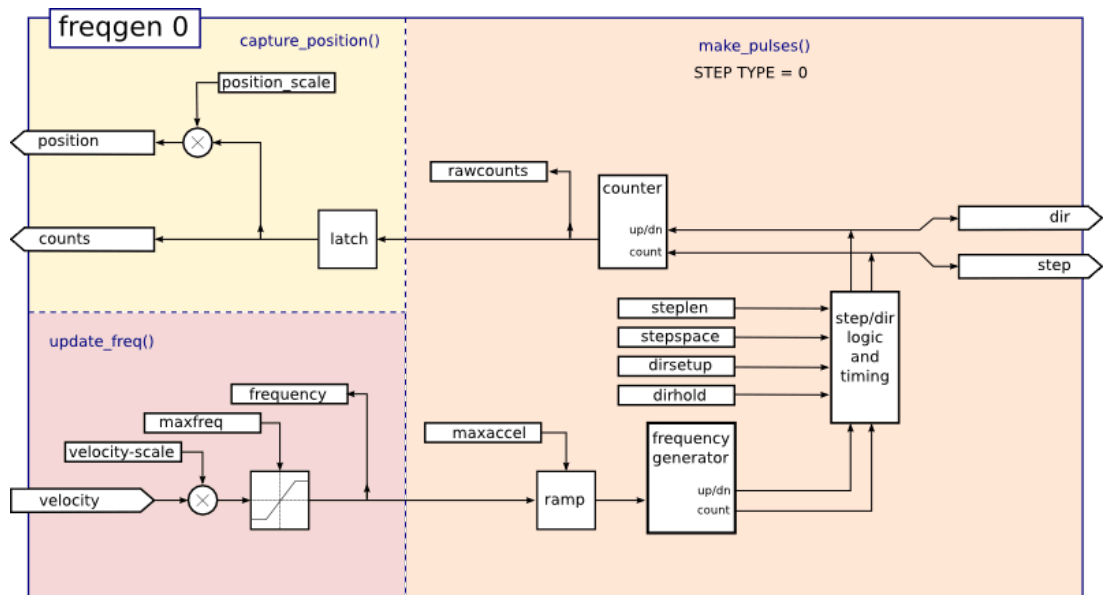 freqgen 0
capture_position()
make_pulses()
STEP TYPE = 0
position_scale
position
rawcounts
counter
up/dn
count
dir
counts
latch
step
steplen
stepspace
dirsetup
dirhold
step/dir
logic
and
timing
update_freq()
frequency
maxfreq
velocity-scale
velocity
maxaccel
ramp
frequency
generator
up/dn
count